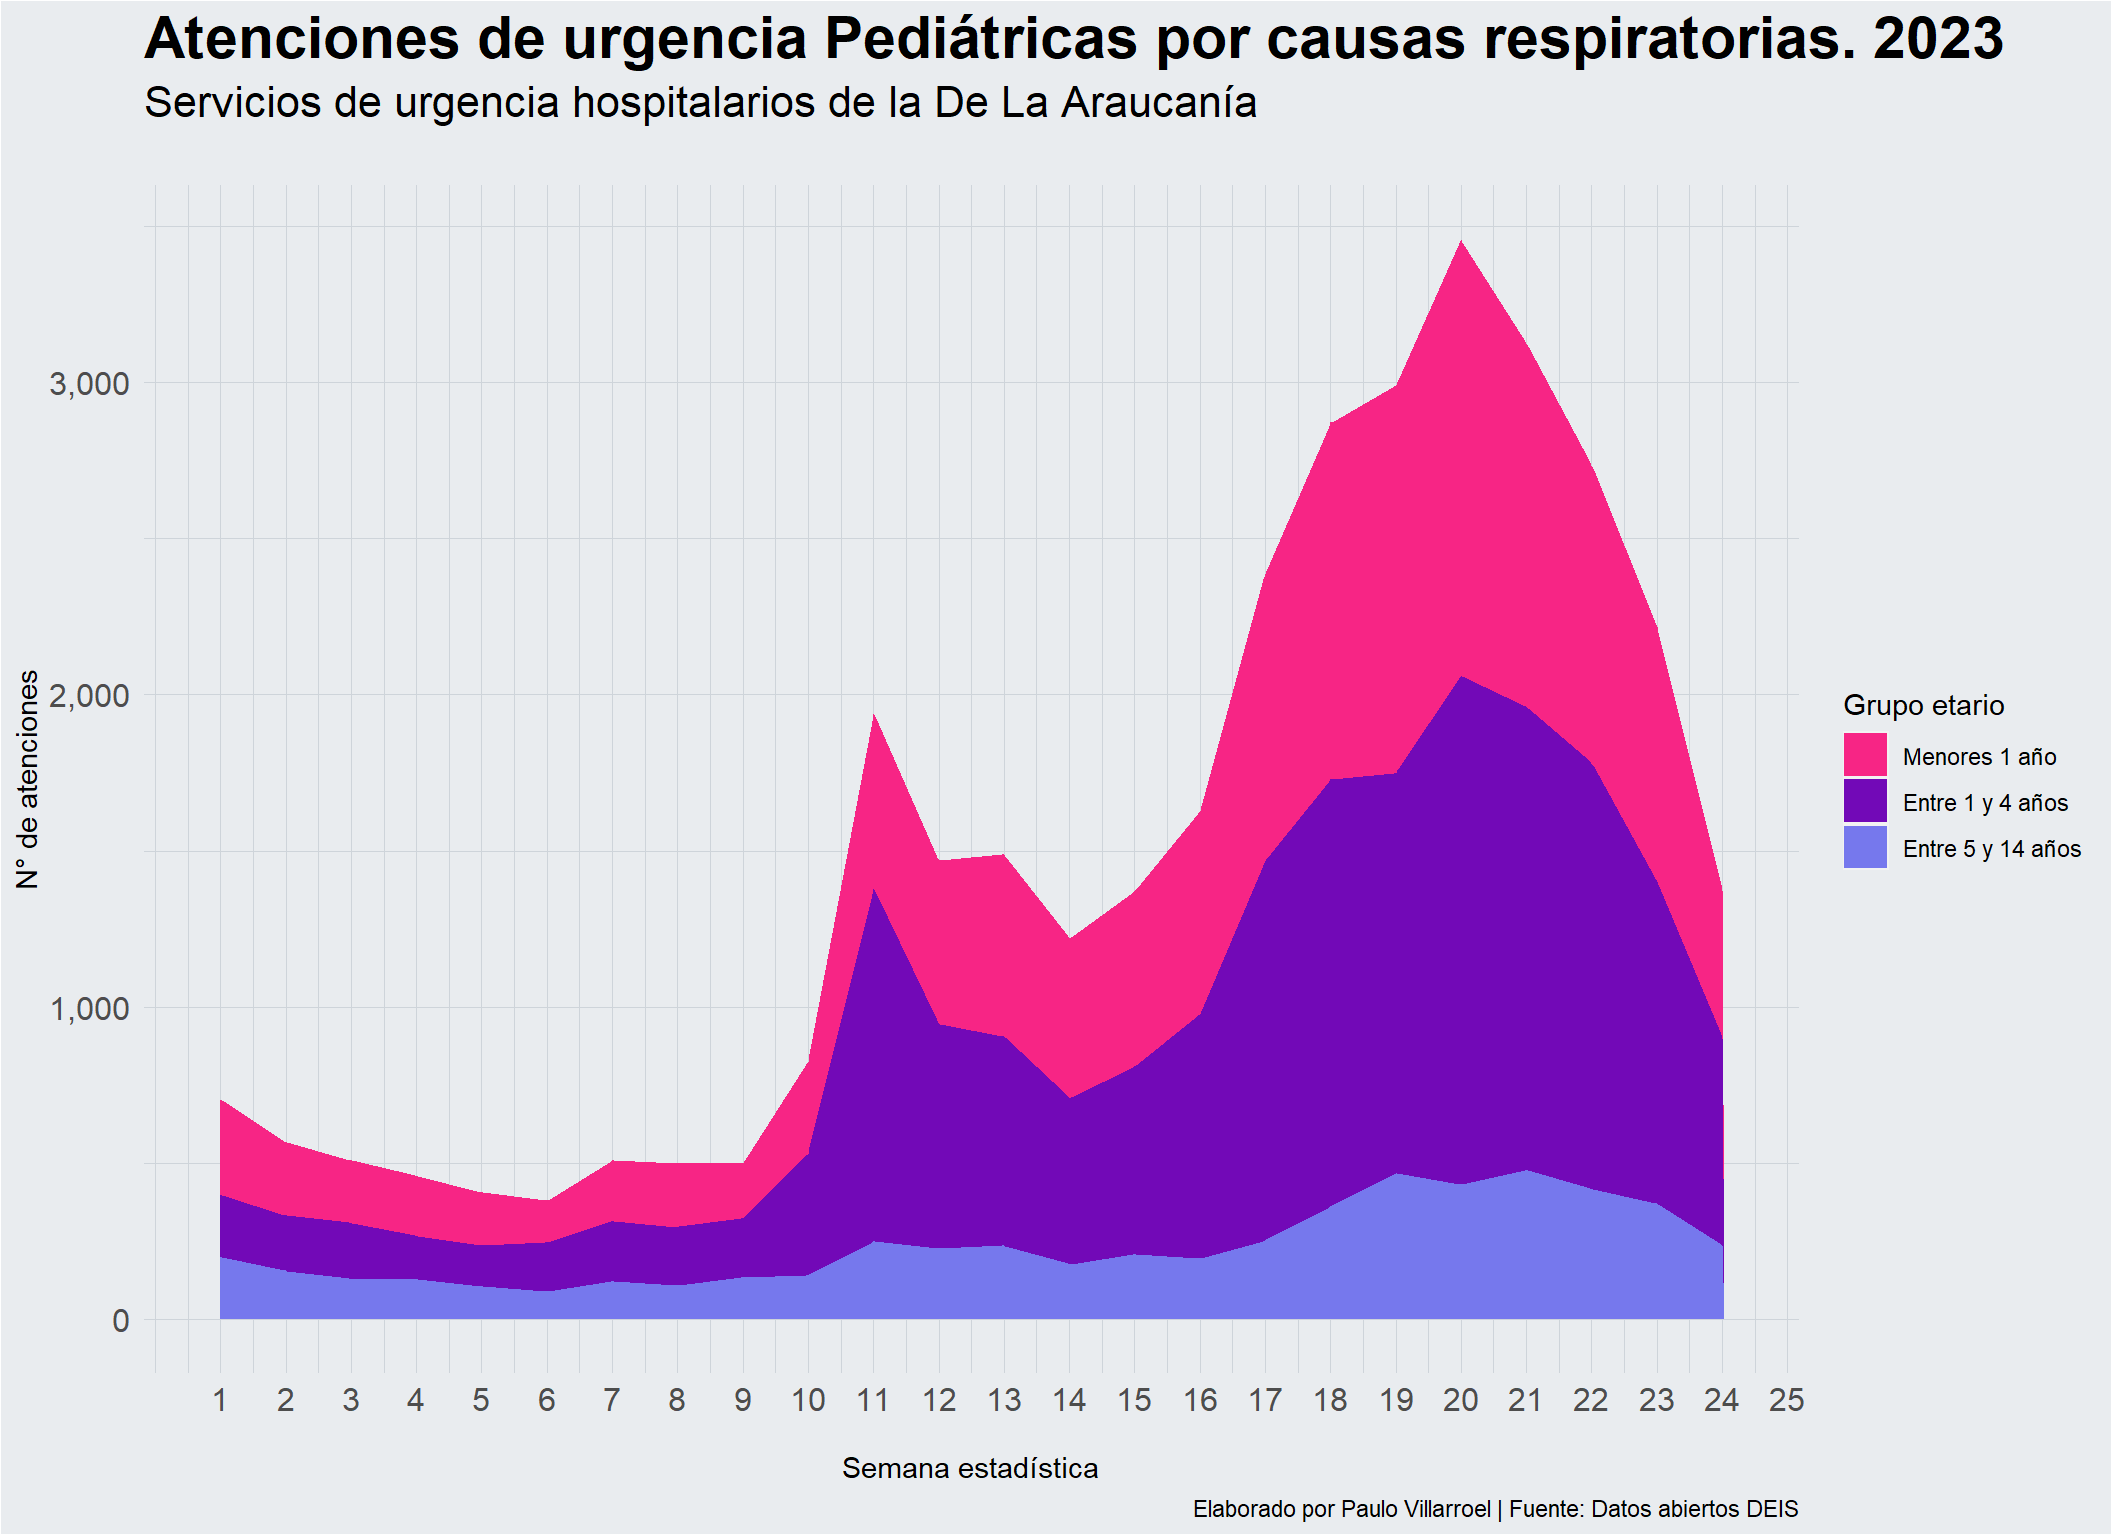 Atenciones de urgencia Pediátricas por causas respiratorias. 2023
Servicios de urgencia hospitalarios de la De La Araucanía
N° de atenciones
3,000
2,000
1,000
0
1 2 3 4 5 6 7 8 9 10 11 12 13 14 15 16 17 18 19 20 21 22 23 24 25
Semana estadística
Grupo etario
Menores 1 año
Entre 1 y 4 años
Entre 5 y 14 años
Elaborado por Paulo Villarroel | Fuente: Datos abiertos DEIS